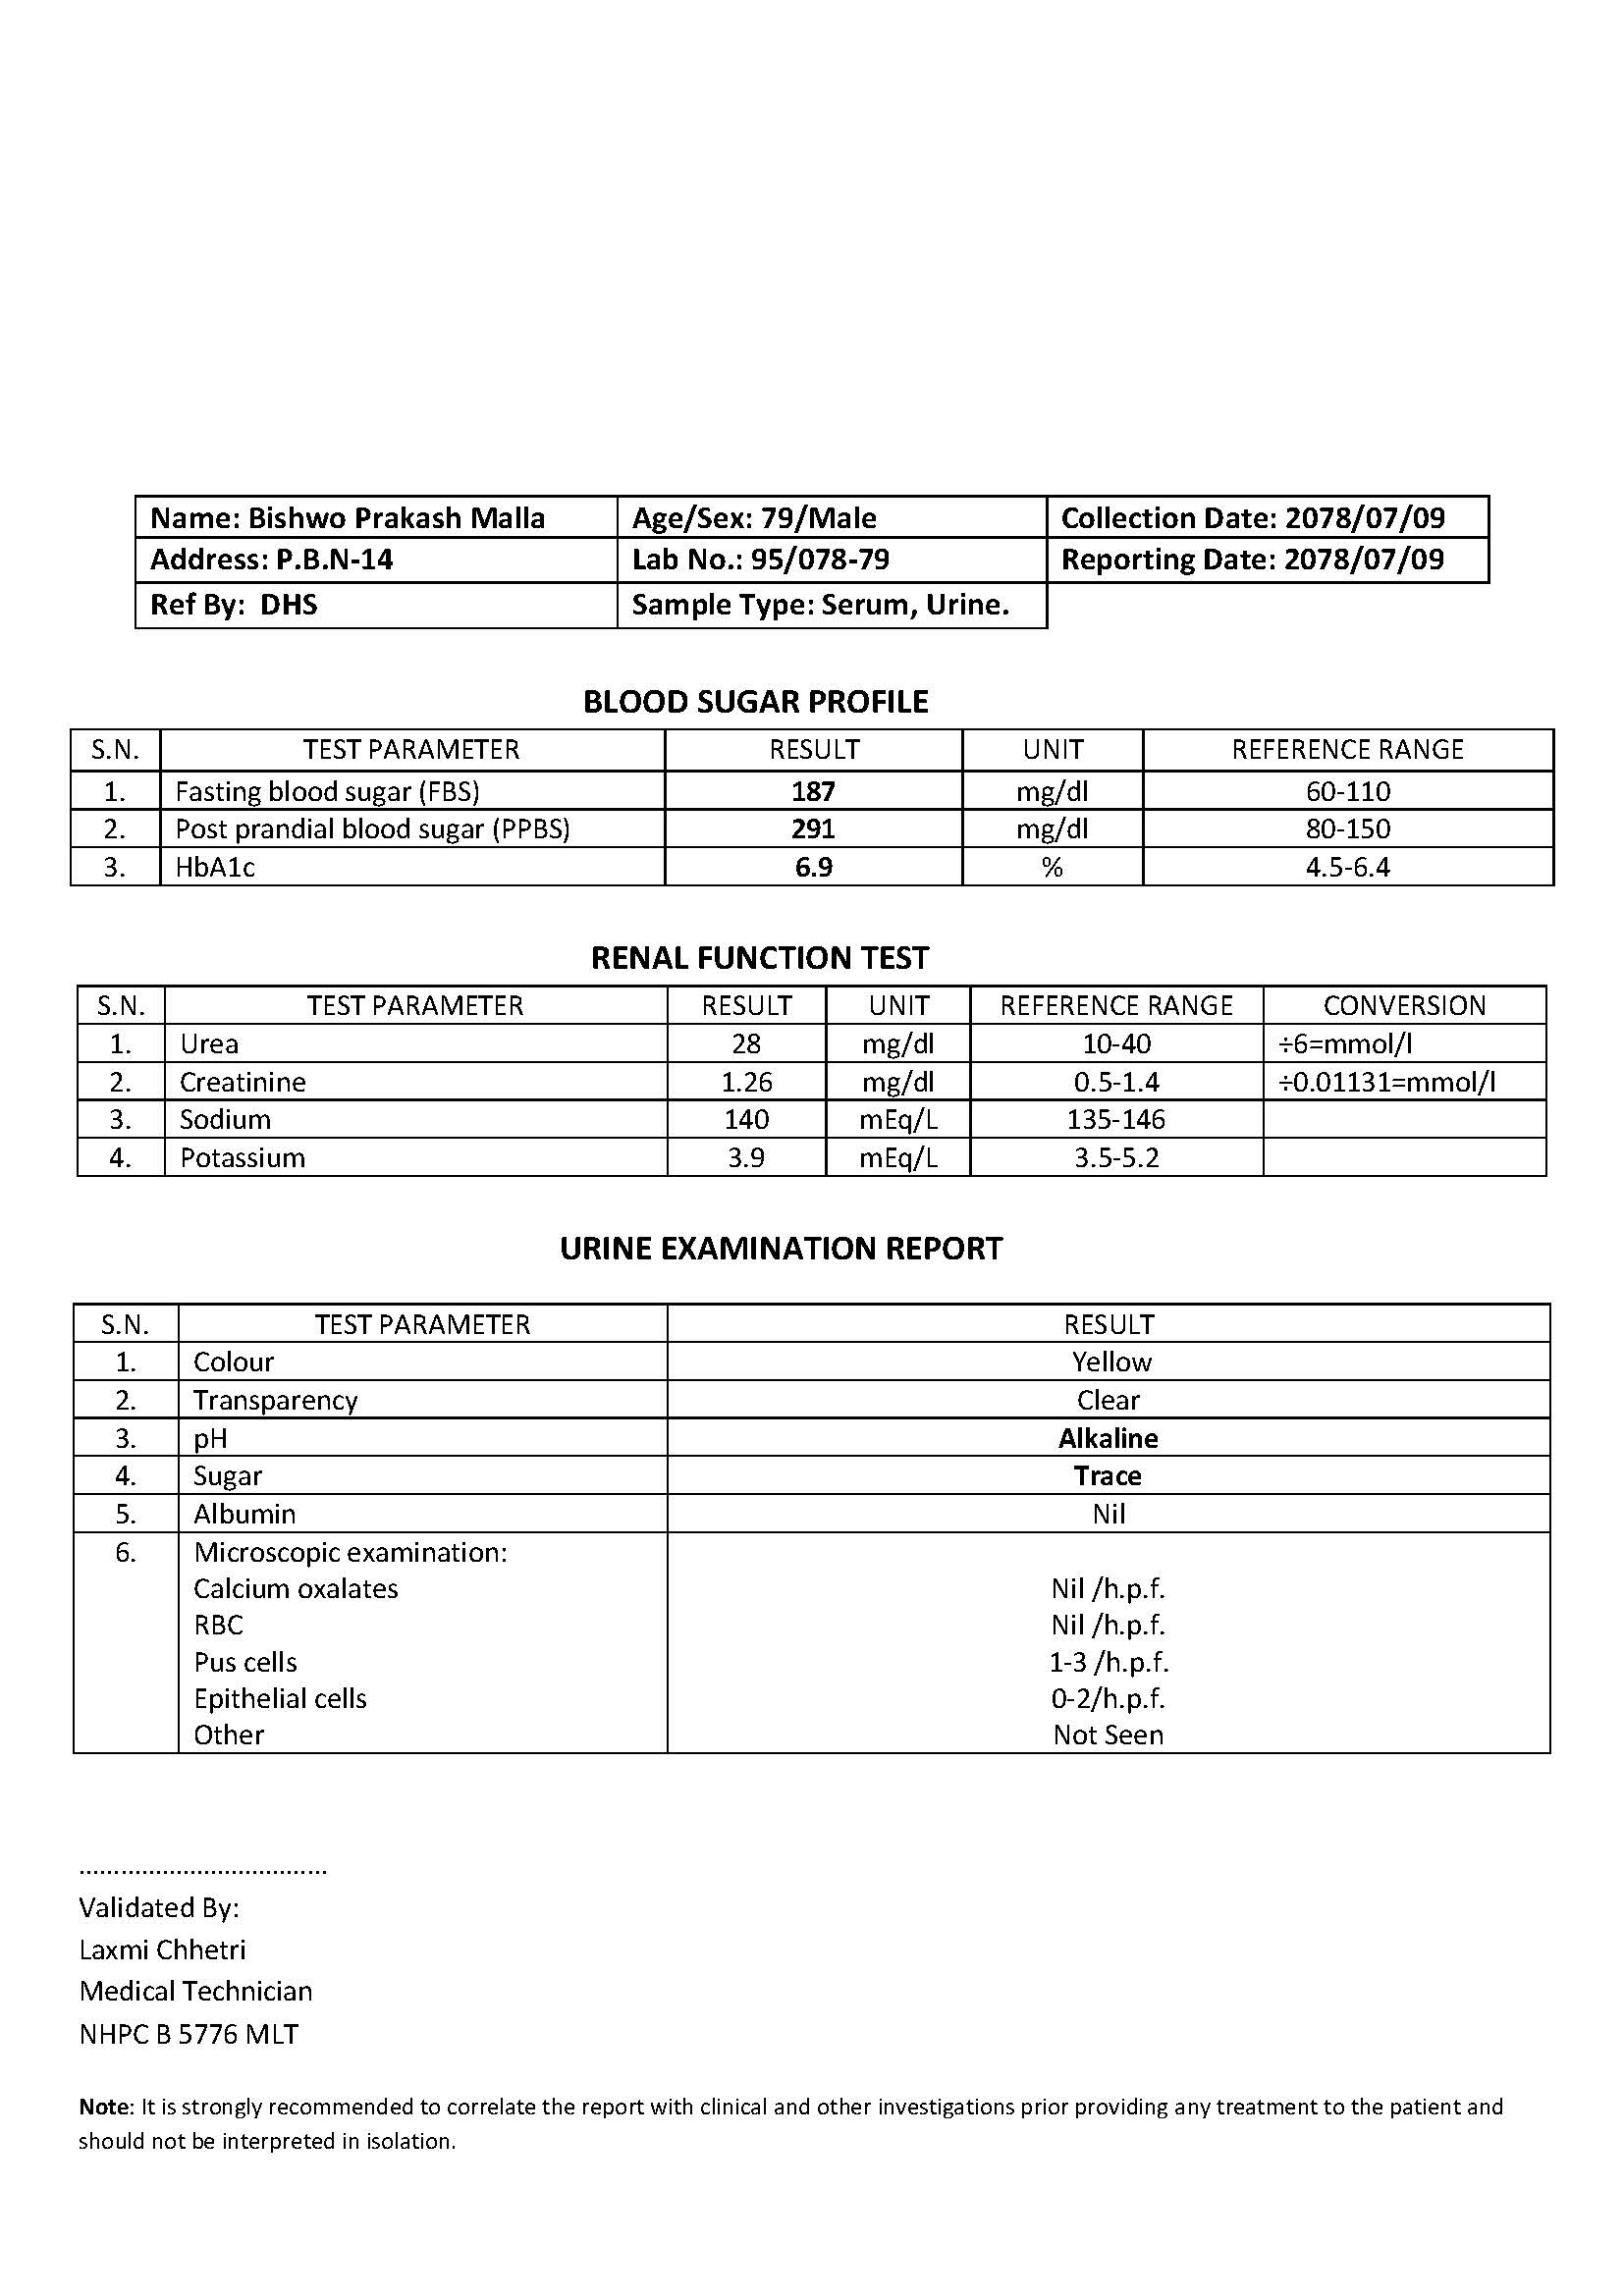 Name: Bishwo Prakash Malla Age/Sex: 79/Male Collection Date: 2078/07/09
Address: P.B.N-14 Lab No.: 95/078-79 Reporting Date: 2078/07/09
Ref By: DHS Sample Type: Serum, Urine.
BLOOD SUGAR PROFILE
S.N. TEST PARAMETER RESULT UNIT REFERENCE RANGE
1. Fasting blood sugar (FBS) 187 mg/dl 60-110
2. Post prandial blood sugar (PPBS) 291 mg/dl 80-150
3. HbA1c 6.9 % 4.5-6.4
RENAL FUNCTION TEST
S.N. TEST PARAMETER RESULT UNIT REFERENCE RANGE CONVERSION
1. Urea 28 mg/dl 10-40 ÷6=mmol/l
2. Creatinine 1.26 mg/dl 0.5-1.4 ÷0.01131=mmol/l
3. Sodium 140 mEq/L 135-146
4. Potassium 3.9 mEq/L 3.5-5.2
URINE EXAMINATION REPORT
S.N. TEST PARAMETER RESULT
1. Colour Yellow
2. Transparency Clear
3. pH Alkaline
4. Sugar Trace
5. Albumin Nil
6. Microscopic examination:
Calcium oxalates Nil /h.p.f.
RBC Nil /h.p.f.
Pus cells 1-3 /h.p.f.
Epithelial cells 0-2/h.p.f.
Other Not Seen
....................................
Validated By:
Laxmi Chhetri
Medical Technician
NHPC B 5776 MLT
Note: It is strongly recommended to correlate the report with clinical and other investigations prior providing any treatment to the patient and
should not be interpreted in isolation.